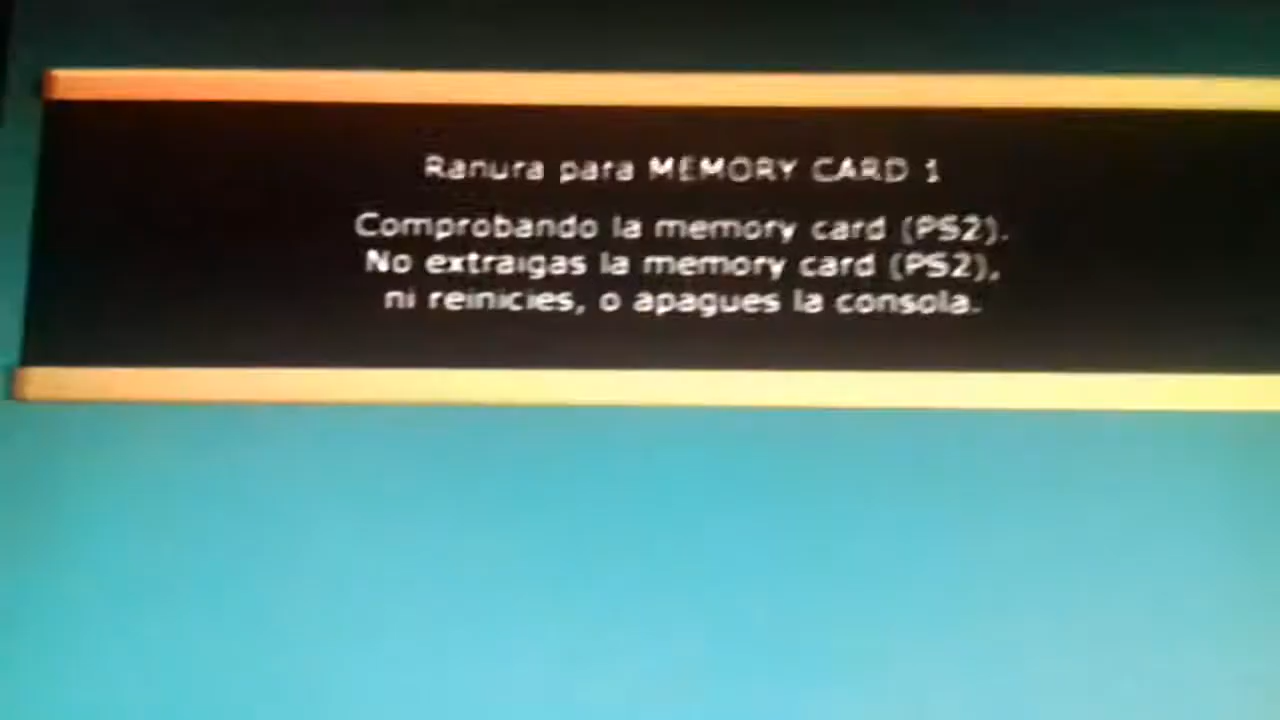 Ranura para MEMORY CARD 1
Comprobando la memory card (PS2).
No extraigas la memory card (PS2),
ni reinicies, o apagues la consola.